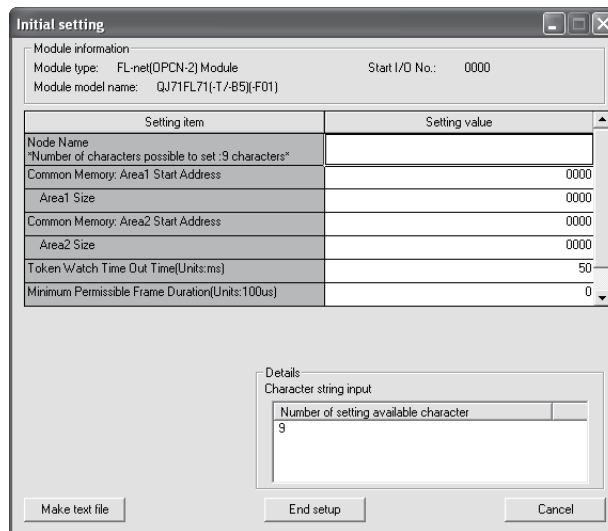 Initial setting
Module information
Module type: FL-net(OPCN-2) Module Start I/O No.: 0000
Module model name: QJ71FL71(-T/-B5)(-F01)
Setting item Setting value
Node Name
*Number of characters possible to set :9 characters*
Common Memory: Area1 Start Address 0000
Area1 Size 0000
Common Memory: Area2 Start Address 0000
Area2 Size 0000
Token Watch Time Out Time(Units:ms) 50
Minimum Permissible Frame Duration(Units:100us) 0
Details
Character string input
Number of setting available character
9
Make text file End setup Cancel